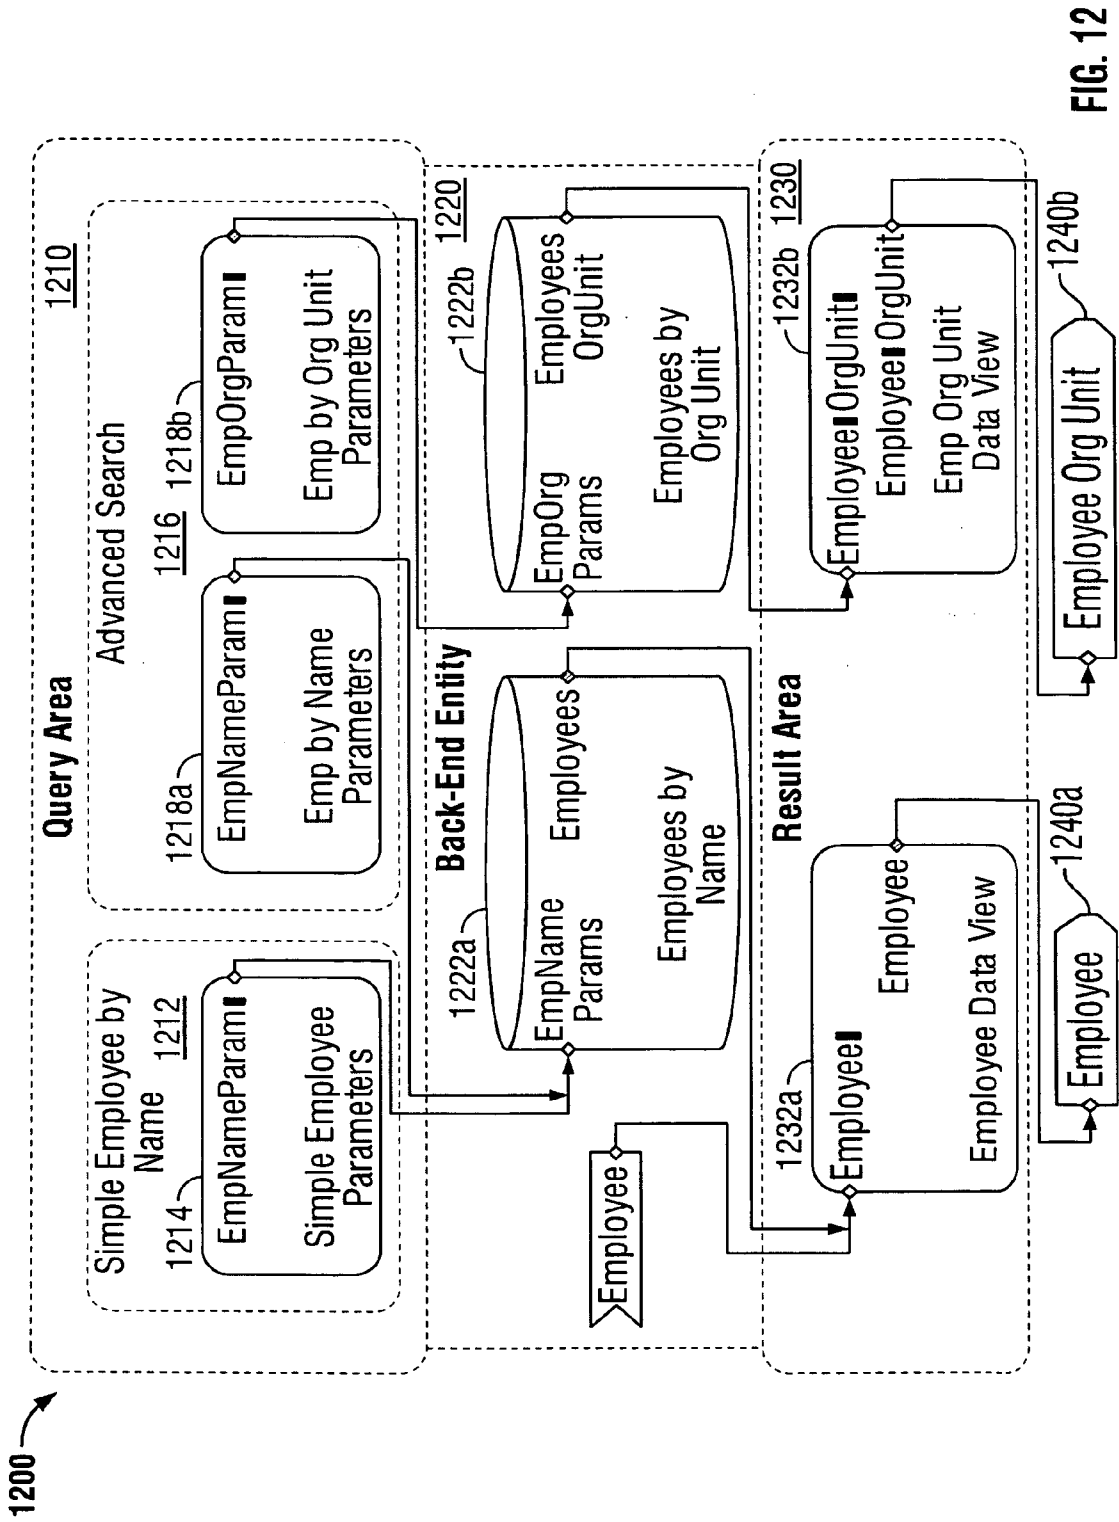 1200
Query Area
1210
Simple Employee by
Name
1212
1214
EmpNameParam
Simple Employee
Parameters
Advanced Search
1216
1218a
EmpNameParam
Emp by Name
Parameters
1218b
EmpOrgParam
Emp by Org Unit
Parameters
Back-End Entity
1220
1222a
EmpName
Params
Employees
Employees by
Name
1222b
EmpOrg
Params
Employees
OrgUnit
Employees by
Org Unit
Employee
Result Area
1230
1232a
Employee
Employee
Employee Data View
1232b
Employee OrgUnit
Employee OrgUnit
Emp Org Unit
Data View
1240a
Employee
1240b
Employee Org Unit
FIG. 12